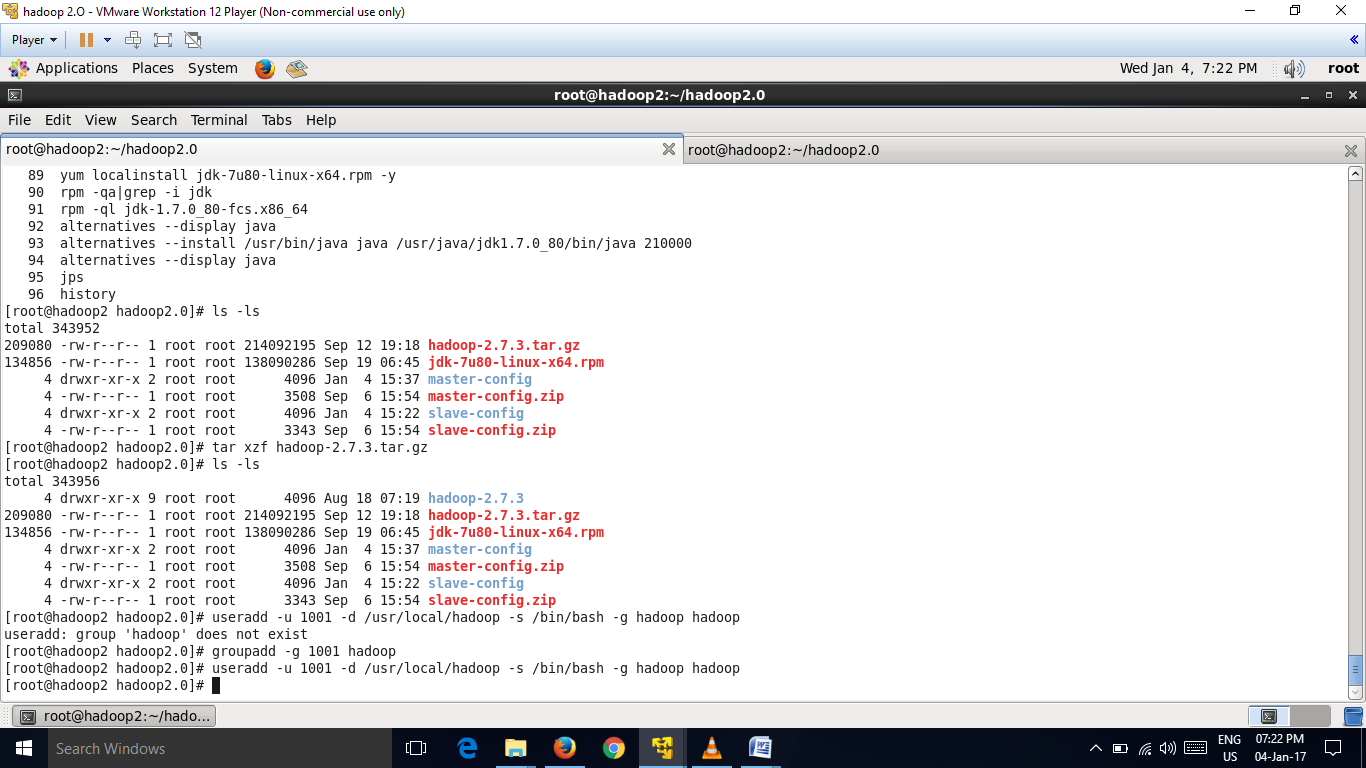 hadoop 2.O - VMware Workstation 12 Player (Non-commercial use only)
Player
Applications Places System Wed Jan 4, 7:22 PM root
root@hadoop2:~/hadoop2.0
File Edit View Search Terminal Tabs Help
root@hadoop2:~/hadoop2.0 root@hadoop2:~/hadoop2.0
89 yum localinstall jdk-7u80-linux-x64.rpm -y
90 rpm -qa|grep -i jdk
91 rpm -ql jdk-1.7.0_80-fcs.x86_64
92 alternatives --display java
93 alternatives --install /usr/bin/java java /usr/java/jdk1.7.0_80/bin/java 210000
94 alternatives --display java
95 jps
96 history
[root@hadoop2 hadoop2.0]# ls -ls
total 343952
209080 -rw-r--r-- 1 root root 214092195 Sep 12 19:18 hadoop-2.7.3.tar.gz
134856 -rw-r--r-- 1 root root 138090286 Sep 19 06:45 jdk-7u80-linux-x64.rpm
4 drwxr-xr-x 2 root root 4096 Jan 4 15:37 master-config
4 -rw-r--r-- 1 root root 3508 Sep 6 15:54 master-config.zip
4 drwxr-xr-x 2 root root 4096 Jan 4 15:22 slave-config
4 -rw-r--r-- 1 root root 3343 Sep 6 15:54 slave-config.zip
[root@hadoop2 hadoop2.0]# tar xzf hadoop-2.7.3.tar.gz
[root@hadoop2 hadoop2.0]# ls -ls
total 343956
4 drwxr-xr-x 9 root root 4096 Aug 18 07:19 hadoop-2.7.3
209080 -rw-r--r-- 1 root root 214092195 Sep 12 19:18 hadoop-2.7.3.tar.gz
134856 -rw-r--r-- 1 root root 138090286 Sep 19 06:45 jdk-7u80-linux-x64.rpm
4 drwxr-xr-x 2 root root 4096 Jan 4 15:37 master-config
4 -rw-r--r-- 1 root root 3508 Sep 6 15:54 master-config.zip
4 drwxr-xr-x 2 root root 4096 Jan 4 15:22 slave-config
4 -rw-r--r-- 1 root root 3343 Sep 6 15:54 slave-config.zip
[root@hadoop2 hadoop2.0]# useradd -u 1001 -d /usr/local/hadoop -s /bin/bash -g hadoop hadoop
useradd: group 'hadoop' does not exist
[root@hadoop2 hadoop2.0]# groupadd -g 1001 hadoop
[root@hadoop2 hadoop2.0]# useradd -u 1001 -d /usr/local/hadoop -s /bin/bash -g hadoop hadoop
[root@hadoop2 hadoop2.0]#
root@hadoop2:~/hado...
Search Windows
ENG 07:22 PM
US 04-Jan-17